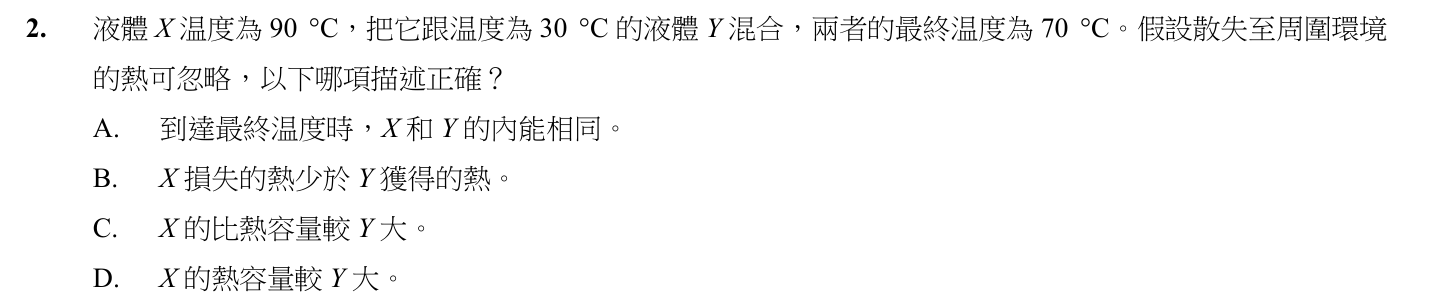 2. 液體 X 温度為 90 °C，把它跟温度為 30 °C 的液體 Y 混合，兩者的最終温度為 70 °C。假設散失至周圍環境
的熱可忽略，以下哪項描述正確？
A. 到達最終温度時，X 和 Y 的內能相同。
B. X 損失的熱少於 Y 獲得的熱。
C. X 的比熱容量較 Y 大。
D. X 的熱容量較 Y 大。